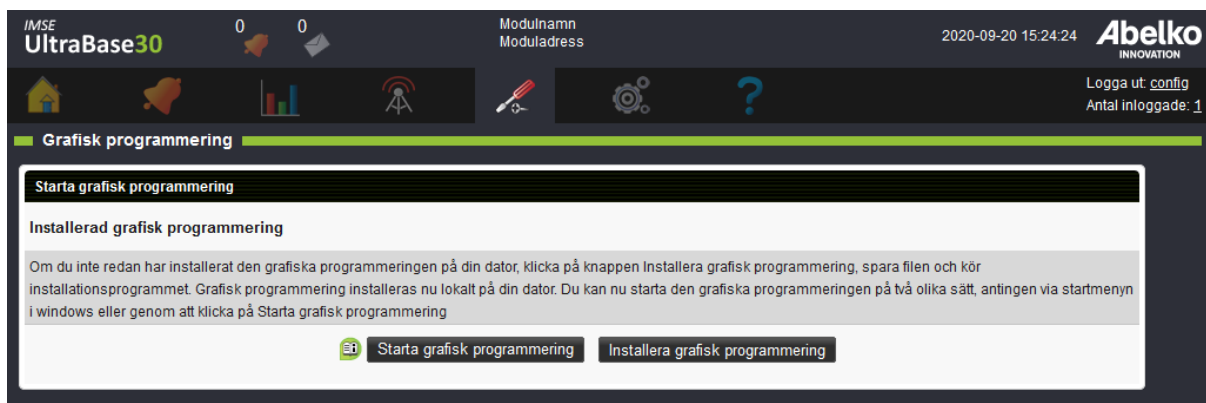 IMSE
UltraBase30
0
0
Modulnamn
Moduladress
2020-09-20 15:24:24
Abelko
INNOVATION
Logga ut: config
Antal inloggade: 1
Grafisk programmering
Starta grafisk programmering
Installerad grafisk programmering
Om du inte redan har installerat den grafiska programmeringen på din dator, klicka på knappen Installera grafisk programmering, spara filen och kör
installationsprogrammet. Grafisk programmering installeras nu lokalt på din dator. Du kan nu starta den grafiska programmeringen på två olika sätt, antingen via startmenyn
i windows eller genom att klicka på Starta grafisk programmering
Starta grafisk programmering
Installera grafisk programmering